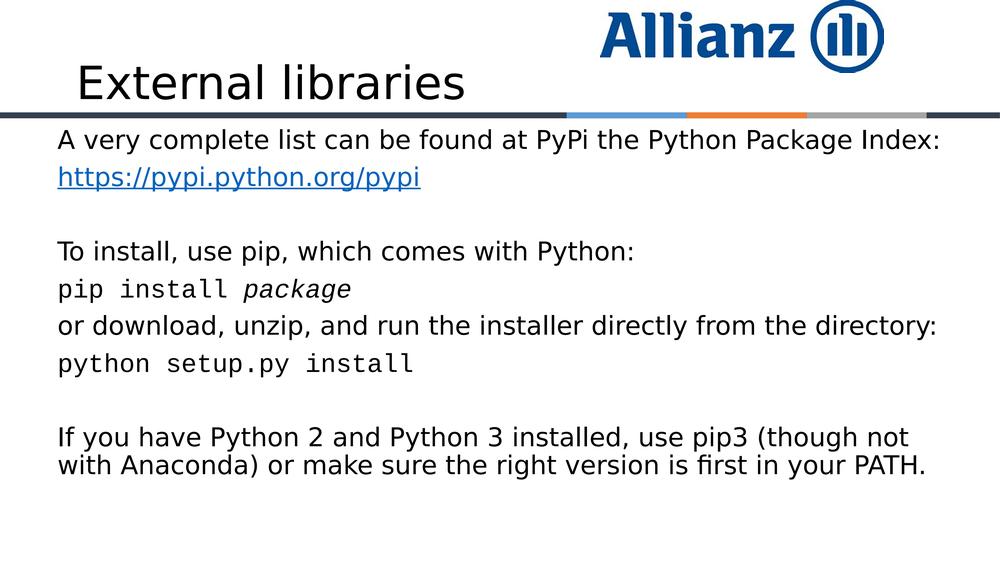 Allianz
External libraries
A very complete list can be found at PyPi the Python Package Index:
https://pypi.python.org/pypi
To install, use pip, which comes with Python:
pip install package
or download, unzip, and run the installer directly from the directory:
python setup.py install
If you have Python 2 and Python 3 installed, use pip3 (though not
with Anaconda) or make sure the right version is first in your PATH.